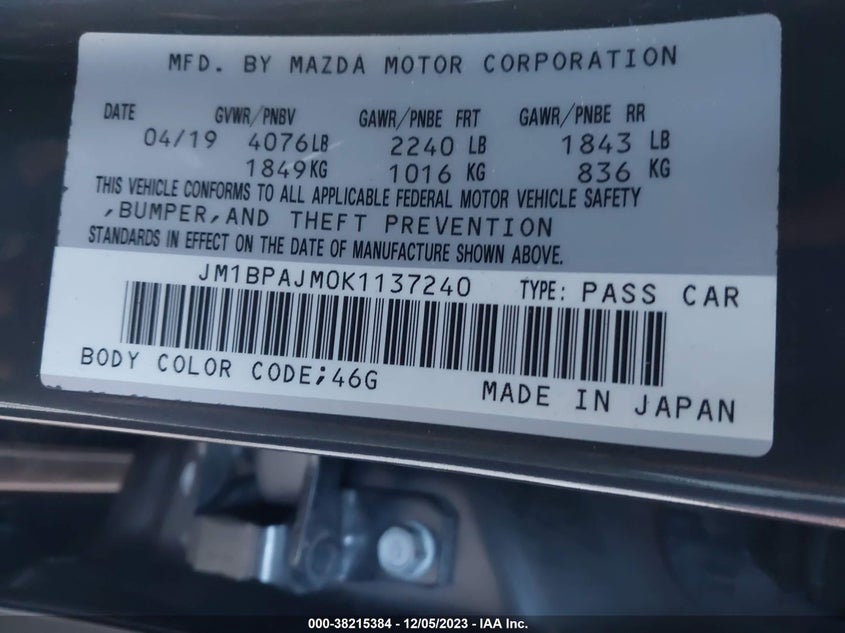 MFD. BY MAZDA MOTOR CORPORATION
DATE GVWR/PNBV GAWR/PNBE FRT GAWR/PNBE RR
04/19 4076LB 2240 LB 1843 LB
1849KG 1016 KG 836 KG
THIS VEHICLE CONFORMS TO ALL APPLICABLE FEDERAL MOTOR VEHICLE SAFETY
,BUMPER,AND THEFT PREVENTION
STANDARDS IN EFFECT ON THE DATE OF MANUFACTURE SHOWN ABOVE.
JM1BPAJM0K1137240 TYPE: PASS CAR
BODY COLOR CODE;46G
MADE IN JAPAN
000-38215384 - 12/05/2023 - IAA Inc.